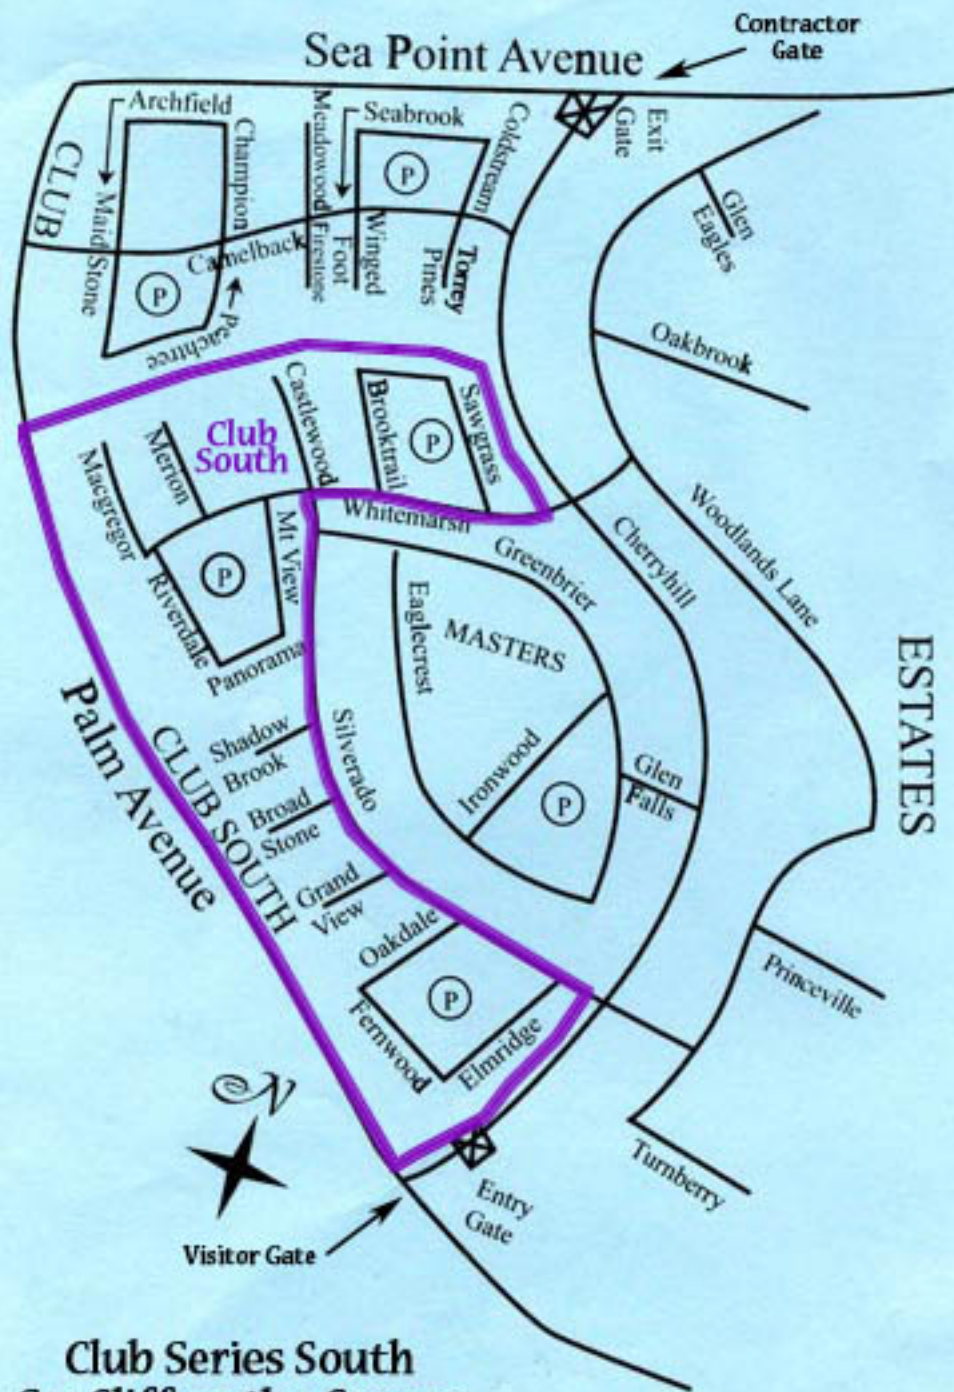 Contractor
Gate
Sea Point Avenue
Archfield
Meadowood
Seabrook
Coldstream
Exit
Gate
CLUB
Champion
P
Maid Stone
Glen
Eagles
Camelback
Firestone
Winged
Foot
Torrey
Pines
P
Peachtree
Oakbrook
Castlewood
Brooktrail
Sawgrass
Club
South
P
Merion
Macgregor
Whitemarsh
Woodlands Lane
Mt View
Greenbrier
Cherryhill
P
Riverdale
Eaglecrest
MASTERS
Panorama
ESTATES
Palm Avenue
Shadow
Brook
Silverado
CLUB SOUTH
Ironwood
Glen
Falls
Broad
Stone
P
Grand
View
Oakdale
Princeville
P
Fernwood
Elmridge
N
Turnberry
Entry
Gate
Visitor Gate
Club Series South